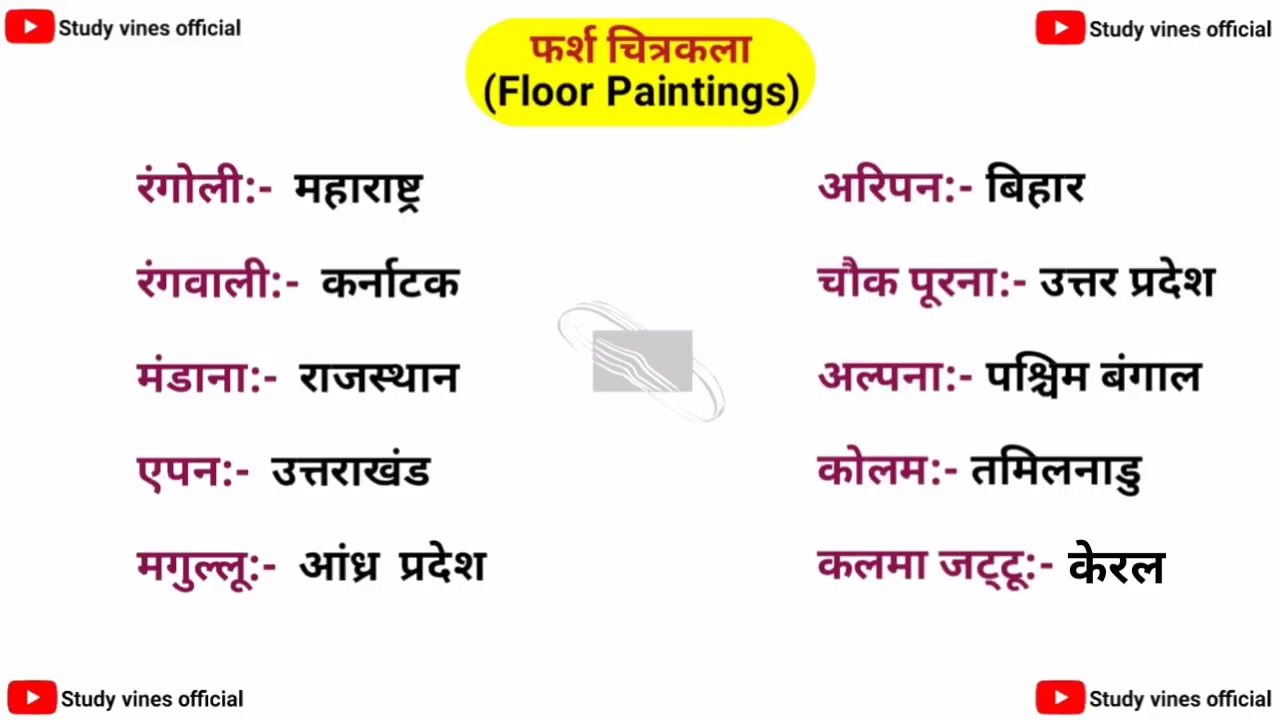 Study vines official
Study vines official
फर्श चित्रकला
(Floor Paintings)
रंगोली:- महाराष्ट्र
अरिपन:- बिहार
रंगवाली:- कर्नाटक
चौक पूरना:- उत्तर प्रदेश
मंडाना:- राजस्थान
अल्पना:- पश्चिम बंगाल
एपन:- उत्तराखंड
कोलम:- तमिलनाडु
मगुल्लू:- आंध्र प्रदेश
कलमा जट्टू:- केरल
Study vines official
Study vines official